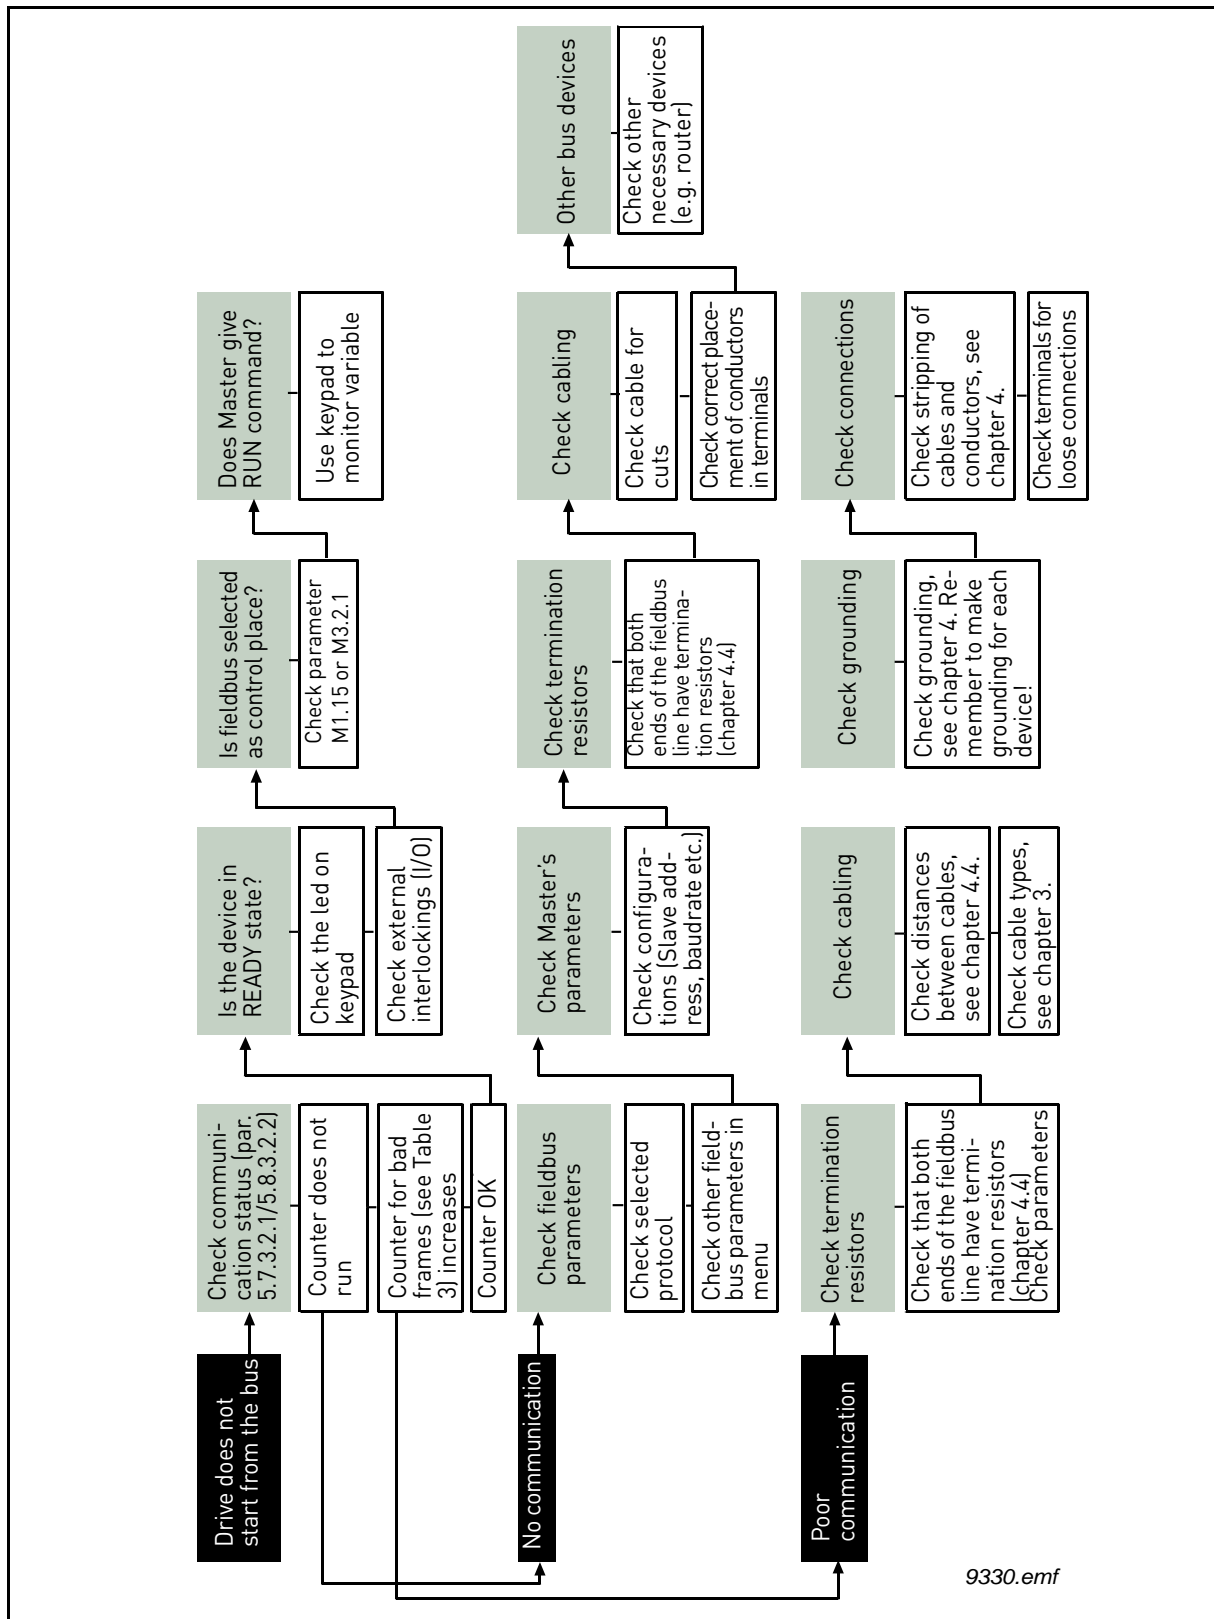 Drive does not
start from the bus
Check communi-
cation status (par.
5.7.3.2.1/5.8.3.2.2)
Counter does not
run
Counter for bad
frames (see Table
3) increases
Counter OK
Is the device in
READY state?
Check the led on
keypad
Check external
interlockings (I/O)
Is fieldbus selected
as control place?
Check parameter
M1.15 or M3.2.1
Does Master give
RUN command?
Use keypad to
monitor variable
No communication
Check fieldbus
parameters
Check selected
protocol
Check other field-
bus parameters in
menu
Check Master's
parameters
Check configura-
tions (Slave add-
ress, baudrate etc.)
Check termination
resistors
Check that both
ends of the fieldbus
line have termina-
tion resistors
(chapter 4.4)
Check cabling
Check cable for
cuts
Check correct place-
ment of conductors
in terminals
Other bus devices
Check other
necessary devices
(e.g. router)
Poor
communication
Check termination
resistors
Check that both
ends of the fieldbus
line have termi-
nation resistors
(chapter 4.4)
Check parameters
Check cabling
Check distances
between cables,
see chapter 4.4.
Check cable types,
see chapter 3.
Check grounding
Check grounding,
see chapter 4. Re-
member to make
grounding for each
device!
Check connections
Check stripping of
cables and
conductors, see
chapter 4.
Check terminals for
loose connections
9330.emf